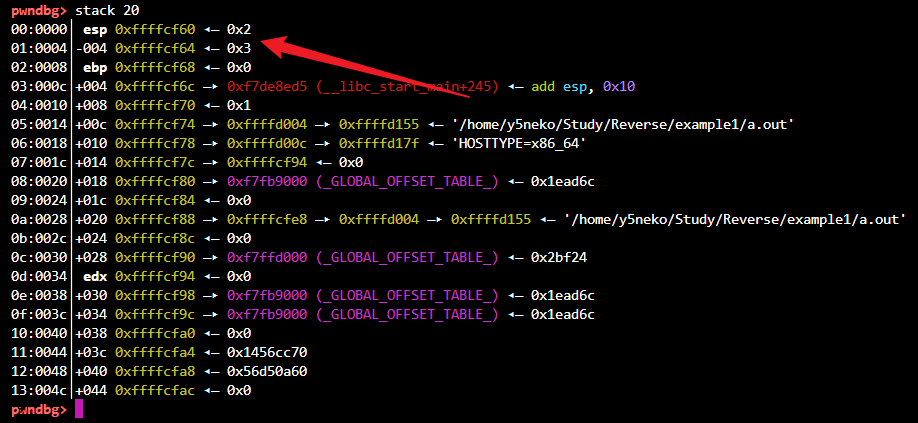 pwndbg> stack 20
00:0000│ esp 0xffffcf60 ◂— 0x2
01:0004│-004 0xffffcf64 ◂— 0x3
02:0008│ ebp 0xffffcf68 ◂— 0x0
03:000c│+004 0xffffcf6c —▸ 0xf7de8ed5 (__libc_start_main+245) ◂— add esp, 0x10
04:0010│+008 0xffffcf70 ◂— 0x1
05:0014│+00c 0xffffcf74 —▸ 0xffffd004 —▸ 0xffffd155 ◂— '/home/y5neko/Study/Reverse/example1/a.out'
06:0018│+010 0xffffcf78 —▸ 0xffffd00c —▸ 0xffffd17f ◂— 'HOSTTYPE=x86_64'
07:001c│+014 0xffffcf7c —▸ 0xffffcf94 ◂— 0x0
08:0020│+018 0xffffcf80 —▸ 0xf7fb9000 (_GLOBAL_OFFSET_TABLE_) ◂— 0x1ead6c
09:0024│+01c 0xffffcf84 ◂— 0x0
0a:0028│+020 0xffffcf88 —▸ 0xffffcfe8 —▸ 0xffffd004 —▸ 0xffffd155 ◂— '/home/y5neko/Study/Reverse/example1/a.out'
0b:002c│+024 0xffffcf8c ◂— 0x0
0c:0030│+028 0xffffcf90 —▸ 0xf7ffd000 (_GLOBAL_OFFSET_TABLE_) ◂— 0x2bf24
0d:0034│ edx 0xffffcf94 ◂— 0x0
0e:0038│+030 0xffffcf98 —▸ 0xf7fb9000 (_GLOBAL_OFFSET_TABLE_) ◂— 0x1ead6c
0f:003c│+034 0xffffcf9c —▸ 0xf7fb9000 (_GLOBAL_OFFSET_TABLE_) ◂— 0x1ead6c
10:0040│+038 0xffffcfa0 ◂— 0x0
11:0044│+03c 0xffffcfa4 ◂— 0x1456cc70
12:0048│+040 0xffffcfa8 ◂— 0x56d50a60
13:004c│+044 0xffffcfac ◂— 0x0
pwndbg>